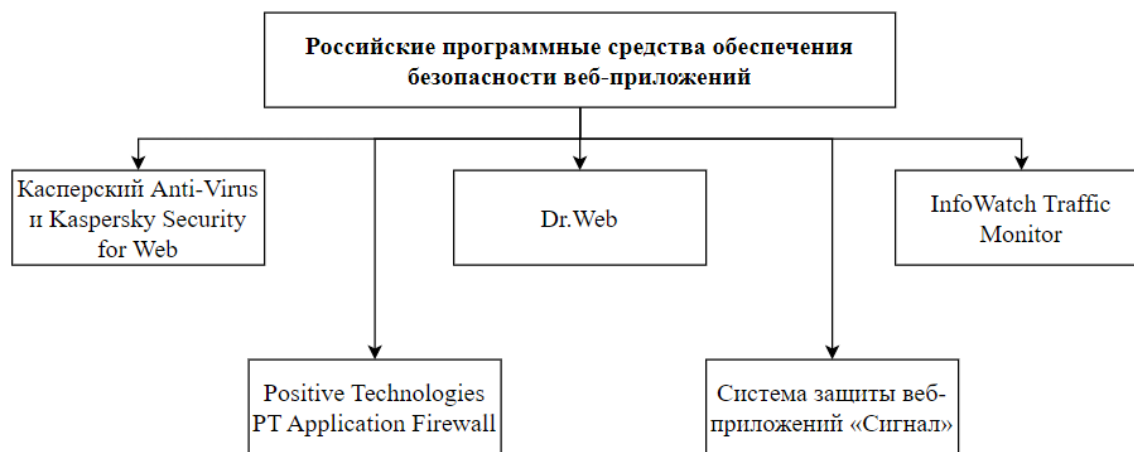 Российские программные средства обеспечения
безопасности веб-приложений
Касперский Anti-Virus
и Kaspersky Security
for Web
Dr.Web
InfoWatch Traffic
Monitor
Positive Technologies
PT Application Firewall
Система защиты веб-
приложений «Сигнал»